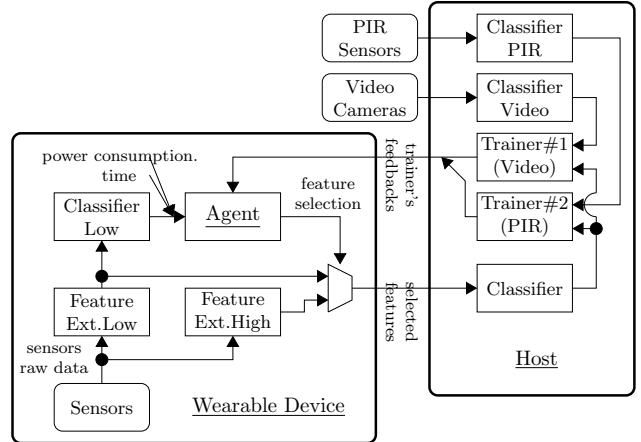 PIR
Sensors
Classifier
PIR
Video
Cameras
Classifier
Video
Trainer#1
(Video)
trainer's
feedbacks
Trainer#2
(PIR)
power consumption.
time
Classifier
Low
Agent
feature
selection
Feature
Ext.Low
Feature
Ext.High
selected
features
Classifier
sensors
raw data
Sensors
Wearable Device
Host